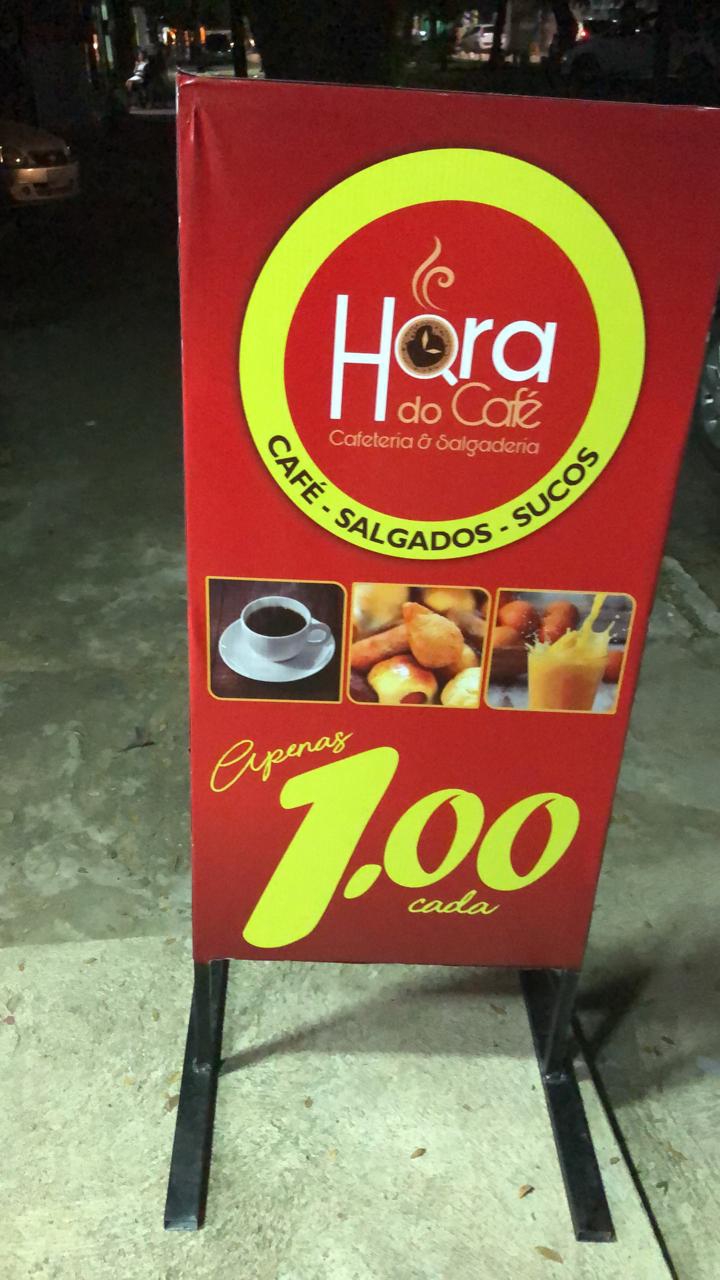 Hora
do Café
Cafeteria & Salgaderia
CAFÉ - SALGADOS - SUCOS
Apenas
1,00
cada